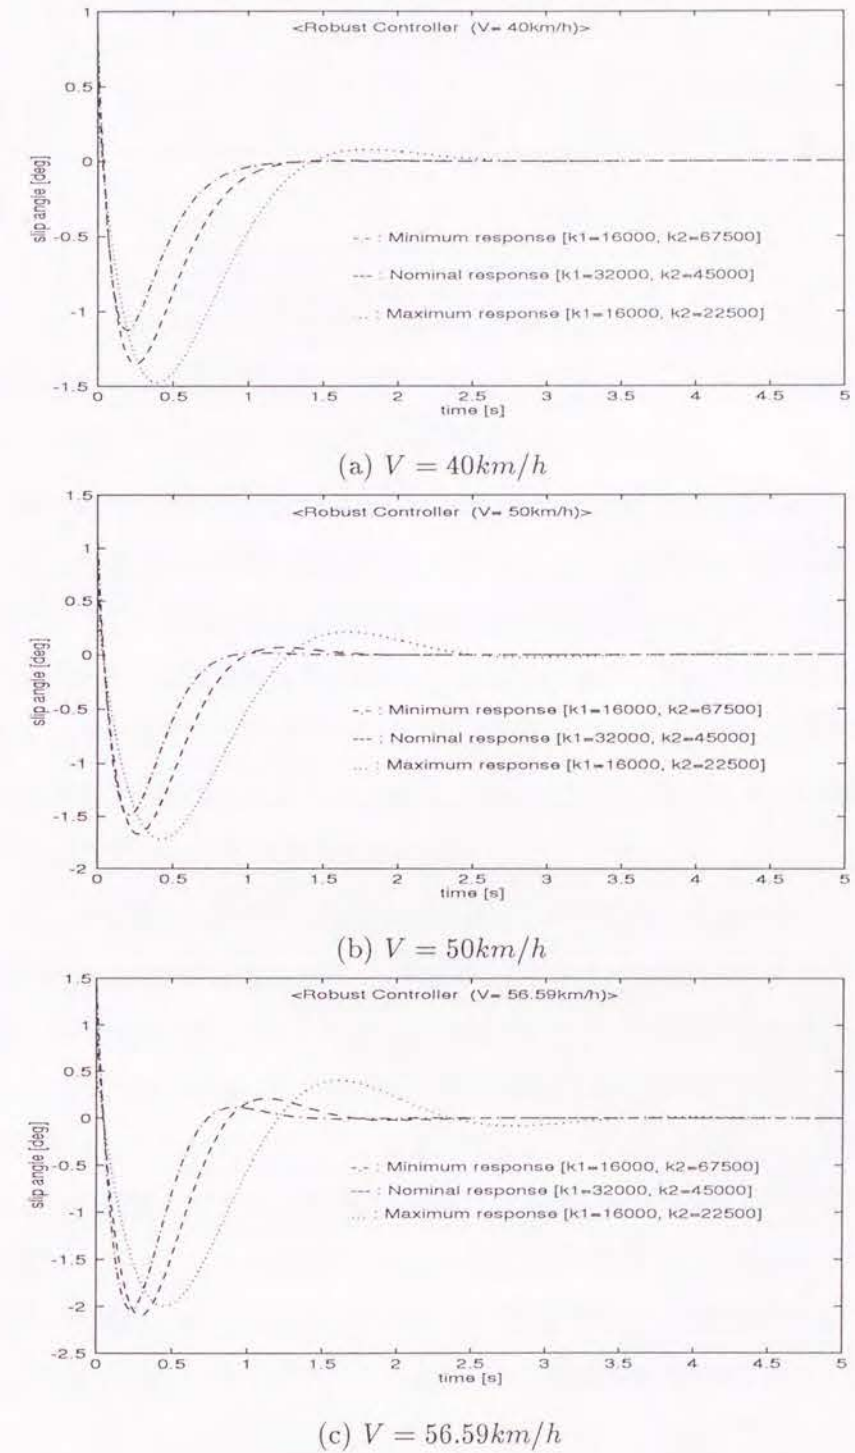 <Robust Controller (V= 40km/h)>
1
0.5
0
-0.5
-1
-1.5
slip angle [deg]
-.- : Minimum response [k1=16000, k2=67500]
--- : Nominal response [k1=32000, k2=45000]
... : Maximum response [k1=16000, k2=22500]
0 0.5 1 1.5 2 2.5 3 3.5 4 4.5 5
time [s]
(a) V = 40km/h
<Robust Controller (V= 50km/h)>
1.5
1
0.5
0
-0.5
-1
-1.5
-2
slip angle [deg]
-.- : Minimum response [k1=16000, k2=67500]
--- : Nominal response [k1=32000, k2=45000]
... : Maximum response [k1=16000, k2=22500]
0 0.5 1 1.5 2 2.5 3 3.5 4 4.5 5
time [s]
(b) V = 50km/h
<Robust Controller (V= 56.59km/h)>
1.5
1
0.5
0
-0.5
-1
-1.5
-2
-2.5
slip angle [deg]
-.- : Minimum response [k1=16000, k2=67500]
--- : Nominal response [k1=32000, k2=45000]
... : Maximum response [k1=16000, k2=22500]
0 0.5 1 1.5 2 2.5 3 3.5 4 4.5 5
time [s]
(c) V = 56.59km/h